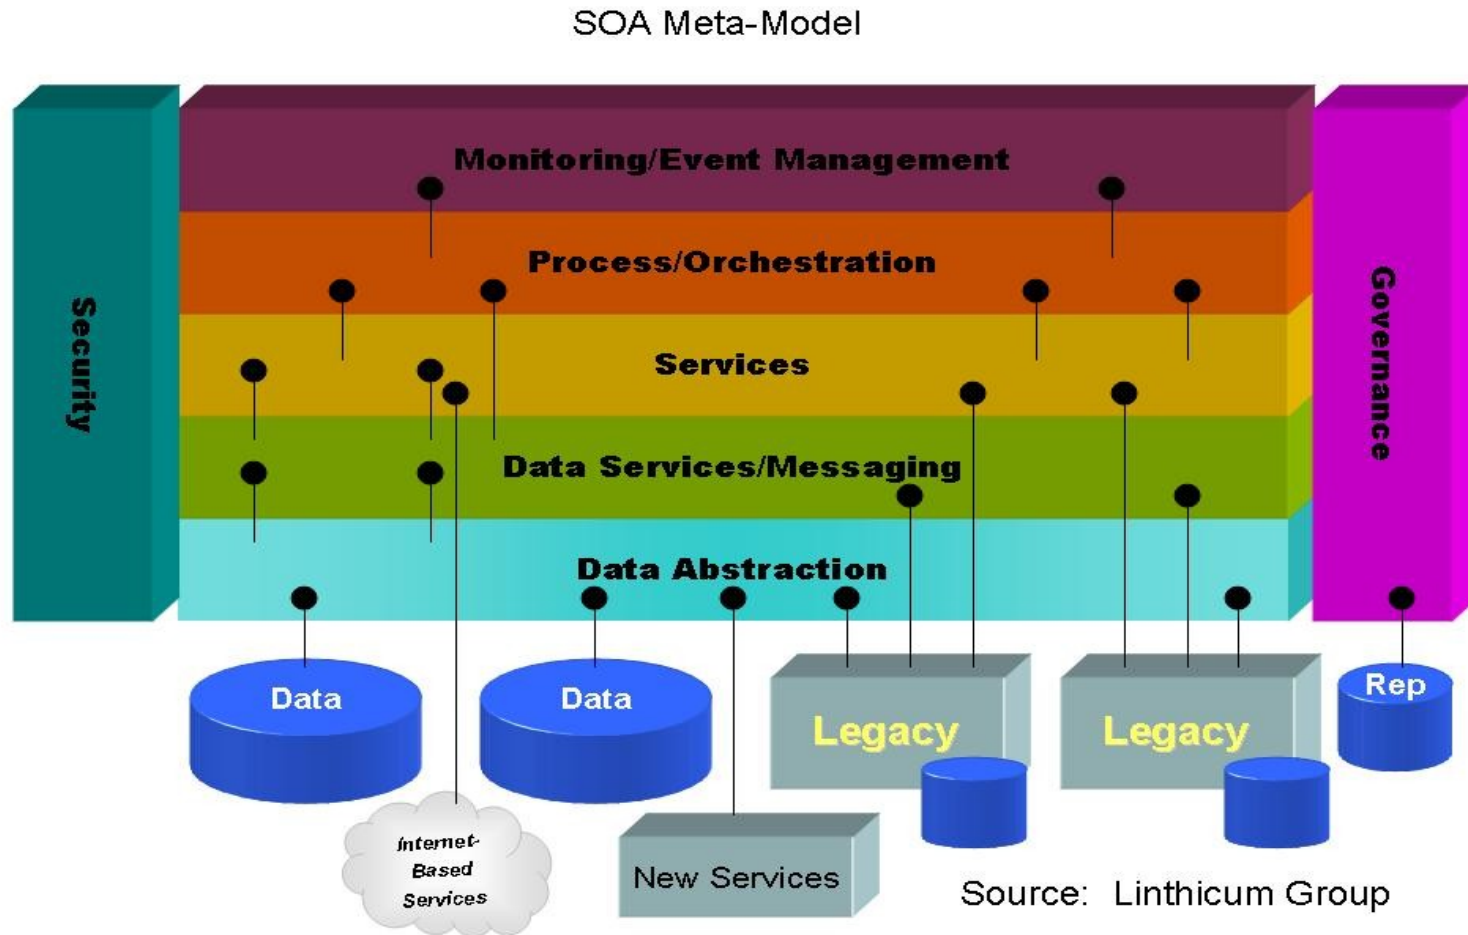 SOA Meta-Model
Security
Monitoring/Event Management
Process/Orchestration
Services
Data Services/Messaging
Data Abstraction
Governance
Data
Data
Legacy
Legacy
Rep
Internet-
Based
Services
New Services
Source: Linthicum Group